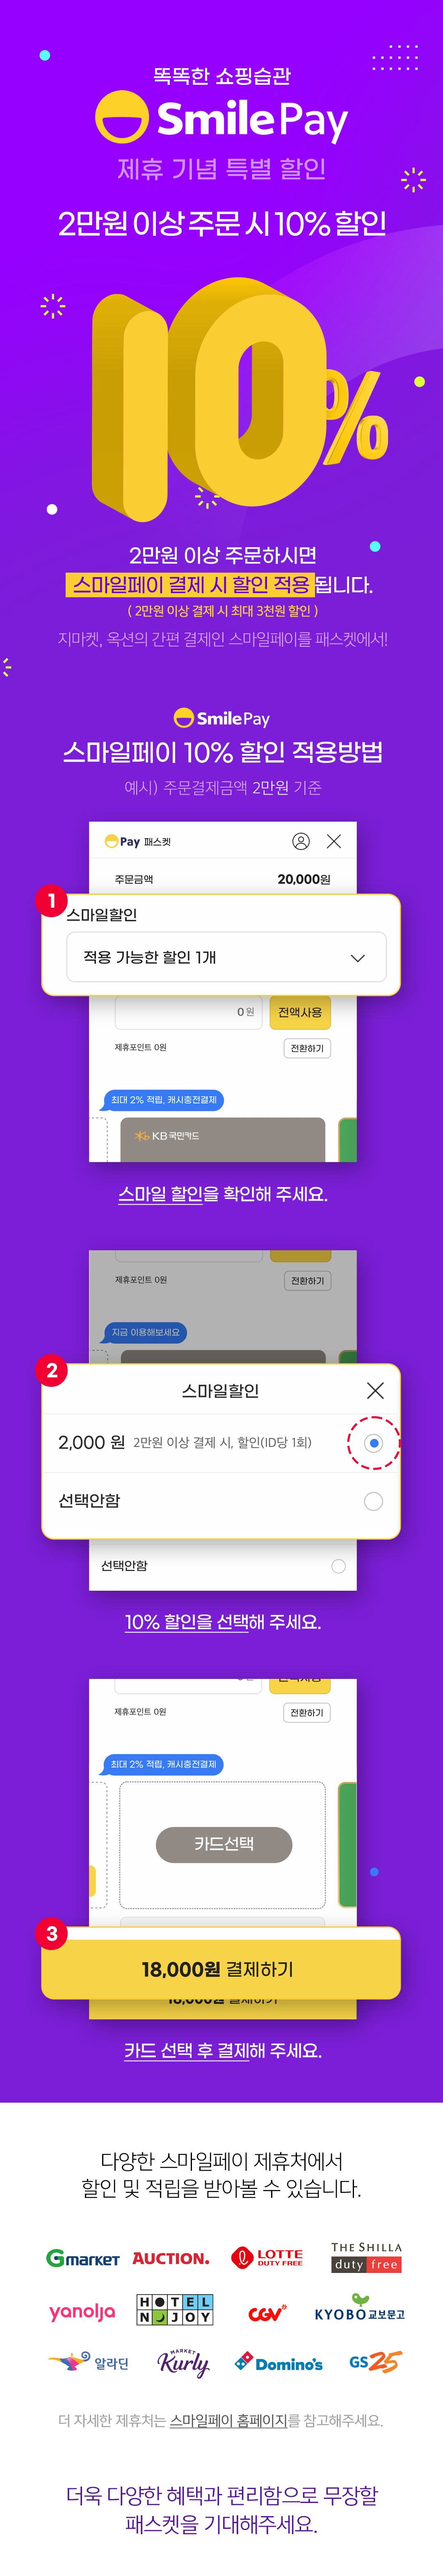 똑똑한 쇼핑습관
SmilePay
제휴 기념 특별 할인
2만원 이상 주문 시 10% 할인
10%
2만원 이상 주문하시면
스마일페이 결제 시 할인 적용 됩니다.
( 2만원 이상 결제 시 최대 3천원 할인 )
지마켓, 옥션의 간편 결제인 스마일페이를 패스켓에서!
SmilePay
스마일페이 10% 할인 적용방법
예시) 주문결제금액 2만원 기준
Pay 패스켓
주문금액 20,000원
1
스마일할인
적용 가능한 할인 1개
0 원 전액사용
제휴포인트 0원 전환하기
최대 2% 적립, 캐시충전결제
KB국민카드
스마일 할인을 확인해 주세요.
제휴포인트 0원 전환하기
지금 이용해보세요
2
스마일할인
2,000 원 2만원 이상 결제 시, 할인(ID당 1회)
선택안함
선택안함
10% 할인을 선택해 주세요.
제휴포인트 0원 전환하기
최대 2% 적립, 캐시충전결제
카드선택
3
18,000원 결제하기
18,000원 결제하기
카드 선택 후 결제해 주세요.
다양한 스마일페이 제휴처에서
할인 및 적립을 받아볼 수 있습니다.
Gmarket AUCTION. LOTTE DUTY FREE THE SHILLA duty free
yanolja HOTEL NJOY CGV KYOBO 교보문고
알라딘 MARKET Kurly Domino's GS25
더 자세한 제휴처는 스마일페이 홈페이지를 참고해주세요.
더욱 다양한 혜택과 편리함으로 무장할
패스켓을 기대해주세요.